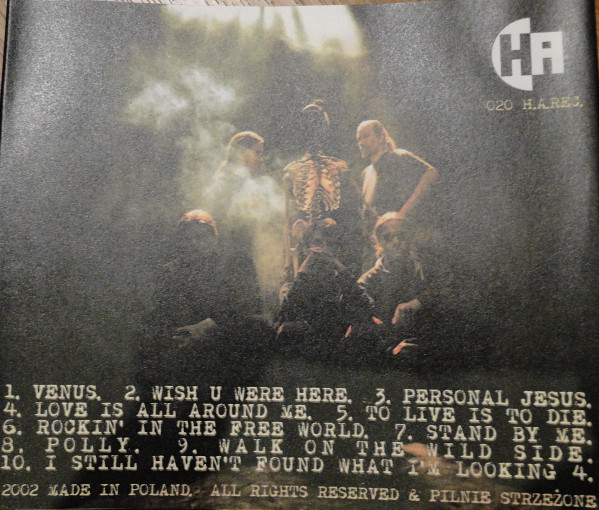 HA
020 H.A.REC.
1. VENUS. 2. WISH U WERE HERE. 3. PERSONAL JESUS.
4. LOVE IS ALL AROUND ME. 5. TO LIVE IS TO DIE.
6. ROCKIN' IN THE FREE WORLD. 7. STAND BY ME.
8. POLLY. 9. WALK ON THE WILD SIDE.
10. I STILL HAVEN'T FOUND WHAT I'M LOOKING 4.
2002 MADE IN POLAND. ALL RIGHTS RESERVED & PILNIE STRZEŻONE